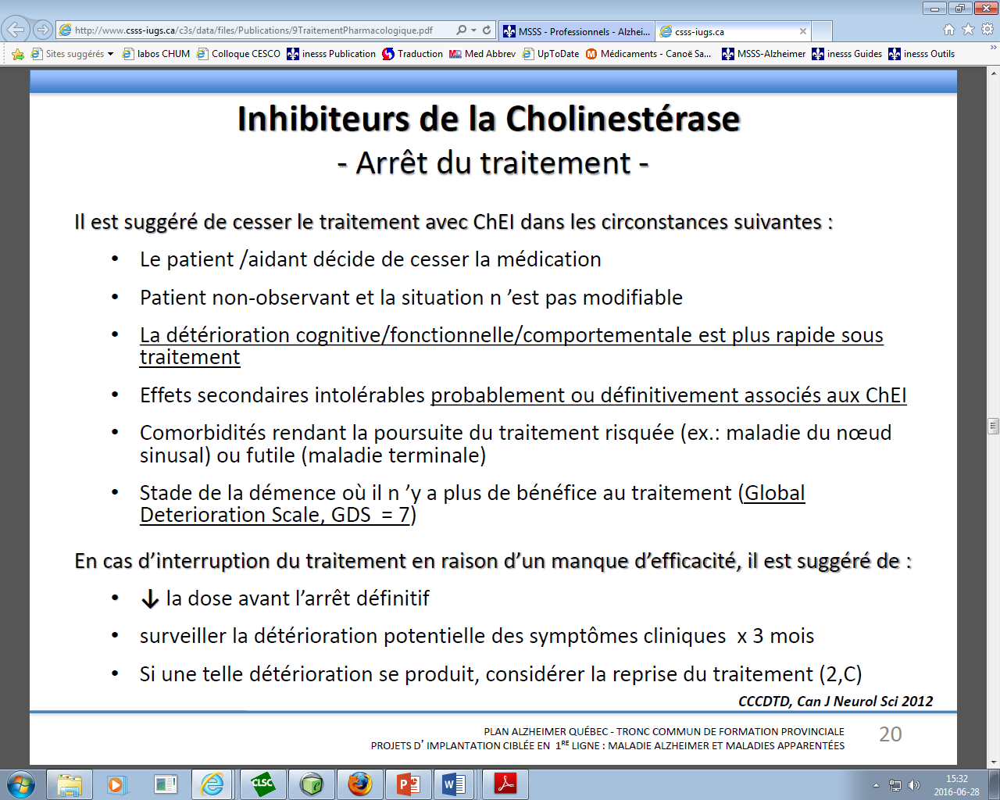 http://www.csss-iugs.ca/c3s/data/files/Publications/9TraitementPharmacologique.pdf
MSSS - Professionnels - Alzhei...
csss-iugs.ca
Sites suggérés
labos CHUM
Colloque CESCO
inesss Publication
Traduction
Med Abbrev
UpToDate
Médicaments - Canoë Sa...
MSSS-Alzheimer
inesss Guides
inesss Outils
Inhibiteurs de la Cholinestérase
- Arrêt du traitement -
Il est suggéré de cesser le traitement avec ChEI dans les circonstances suivantes :
• Le patient /aidant décide de cesser la médication
• Patient non-observant et la situation n ’est pas modifiable
• La détérioration cognitive/fonctionnelle/comportementale est plus rapide sous
traitement
• Effets secondaires intolérables probablement ou définitivement associés aux ChEI
• Comorbidités rendant la poursuite du traitement risquée (ex.: maladie du nœud
sinusal) ou futile (maladie terminale)
• Stade de la démence où il n ’y a plus de bénéfice au traitement (Global
Deterioration Scale, GDS = 7)
En cas d’interruption du traitement en raison d’un manque d’efficacité, il est suggéré de :
• ↓ la dose avant l’arrêt définitif
• surveiller la détérioration potentielle des symptômes cliniques x 3 mois
• Si une telle détérioration se produit, considérer la reprise du traitement (2,C)
CCCDTD, Can J Neurol Sci 2012
PLAN ALZHEIMER QUÉBEC - TRONC COMMUN DE FORMATION PROVINCIALE
PROJETS D’ IMPLANTATION CIBLÉE EN 1RE LIGNE : MALADIE ALZHEIMER ET MALADIES APPARENTÉES
20
CLSC
15:32
2016-06-28